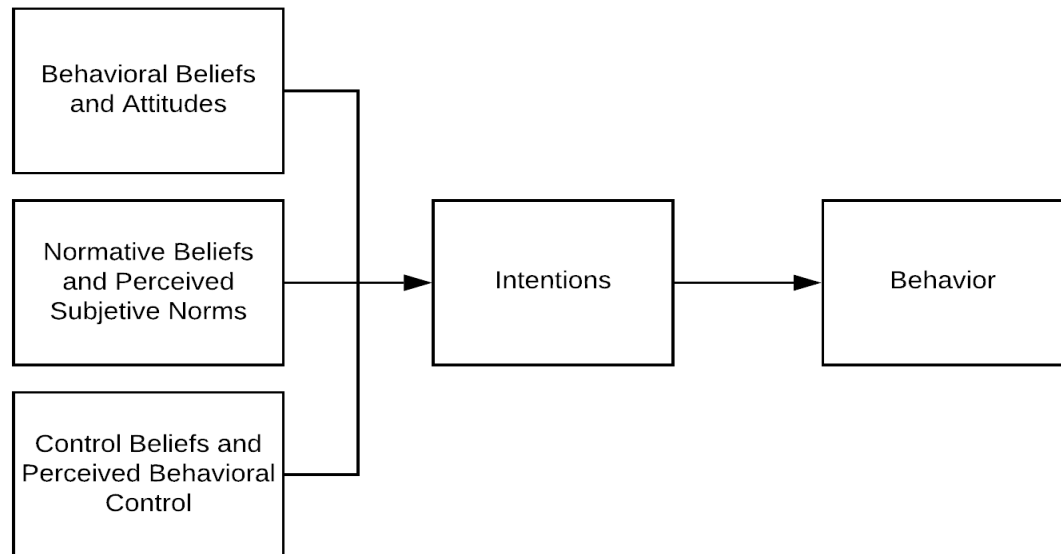 Behavioral Beliefs
and Attitudes
Normative Beliefs
and Perceived
Subjetive Norms
Control Beliefs and
Perceived Behavioral
Control
Intentions
Behavior